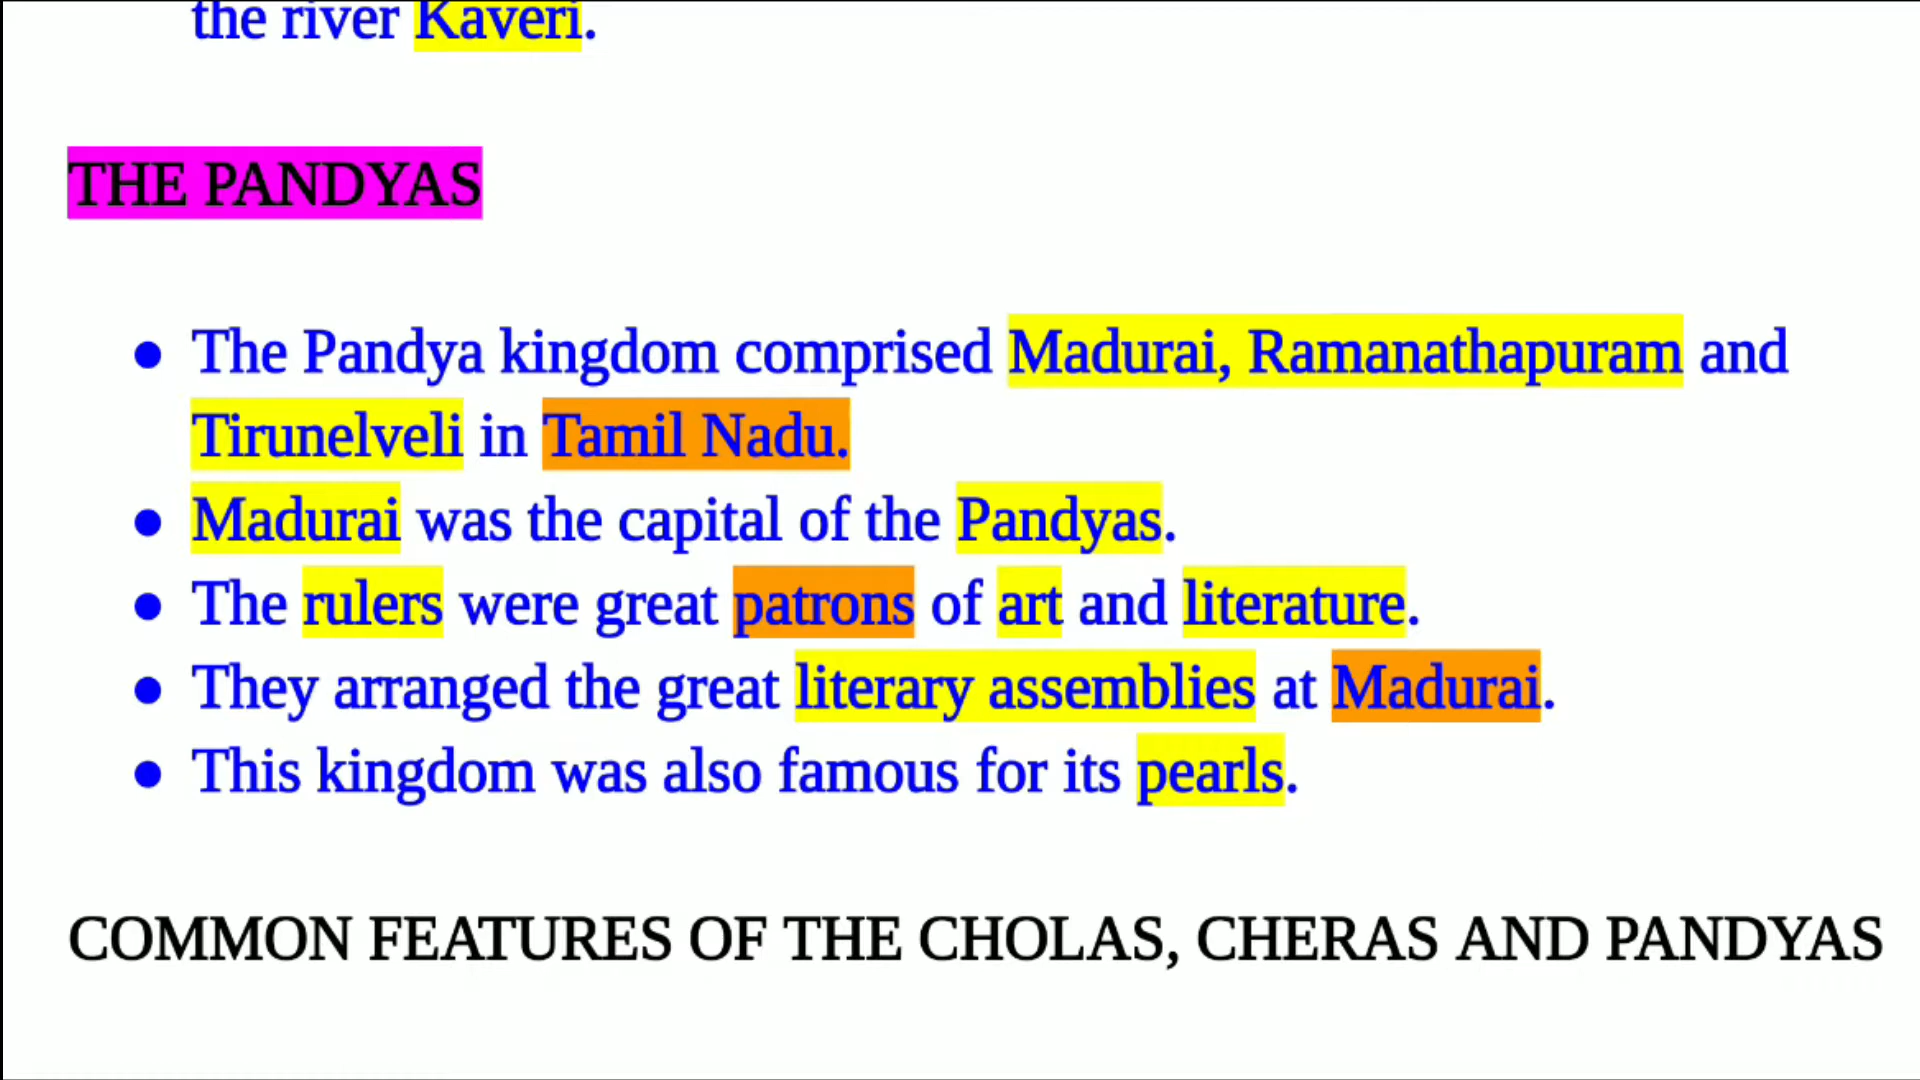 the river Kaveri.
THE PANDYAS
● The Pandya kingdom comprised Madurai, Ramanathapuram and
Tirunelveli in Tamil Nadu.
● Madurai was the capital of the Pandyas.
● The rulers were great patrons of art and literature.
● They arranged the great literary assemblies at Madurai.
● This kingdom was also famous for its pearls.
COMMON FEATURES OF THE CHOLAS, CHERAS AND PANDYAS